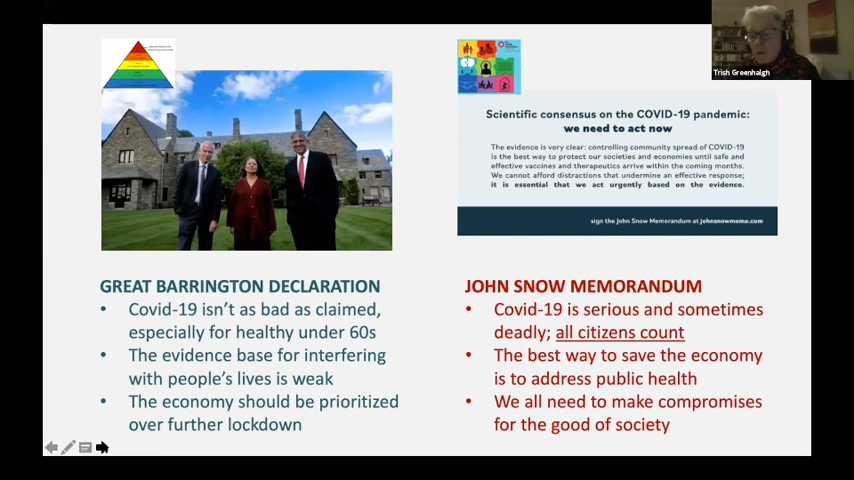 Trish Greenhalgh
Scientific consensus on the COVID-19 pandemic:
we need to act now
The evidence is very clear: controlling community spread of COVID-19
is the best way to protect our societies and economies until safe and
effective vaccines and therapeutics arrive within the coming months.
We cannot afford distractions that undermine an effective response;
it is essential that we act urgently based on the evidence.
sign the John Snow Memorandum at johnsnowmemo.com
GREAT BARRINGTON DECLARATION
• Covid-19 isn't as bad as claimed,
especially for healthy under 60s
• The evidence base for interfering
with people's lives is weak
• The economy should be prioritized
over further lockdown
JOHN SNOW MEMORANDUM
• Covid-19 is serious and sometimes
deadly; all citizens count
• The best way to save the economy
is to address public health
• We all need to make compromises
for the good of society